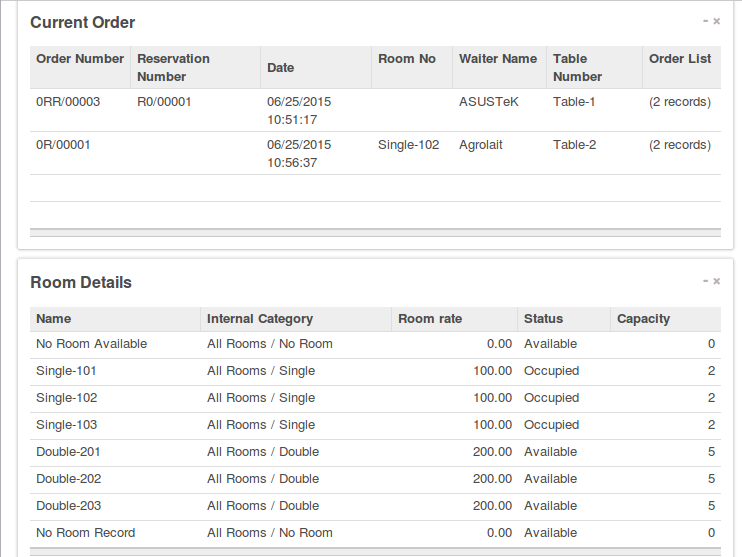 Current Order
- ×
Order Number Reservation Number Date Room No Waiter Name Table Number Order List
0RR/00003 R0/00001 06/25/2015 10:51:17 ASUSTeK Table-1 (2 records)
0R/00001 06/25/2015 10:56:37 Single-102 Agrolait Table-2 (2 records)
Room Details
- ×
Name Internal Category Room rate Status Capacity
No Room Available All Rooms / No Room 0.00 Available 0
Single-101 All Rooms / Single 100.00 Occupied 2
Single-102 All Rooms / Single 100.00 Occupied 2
Single-103 All Rooms / Single 100.00 Occupied 2
Double-201 All Rooms / Double 200.00 Available 5
Double-202 All Rooms / Double 200.00 Available 5
Double-203 All Rooms / Double 200.00 Available 5
No Room Record All Rooms / No Room 0.00 Available 0